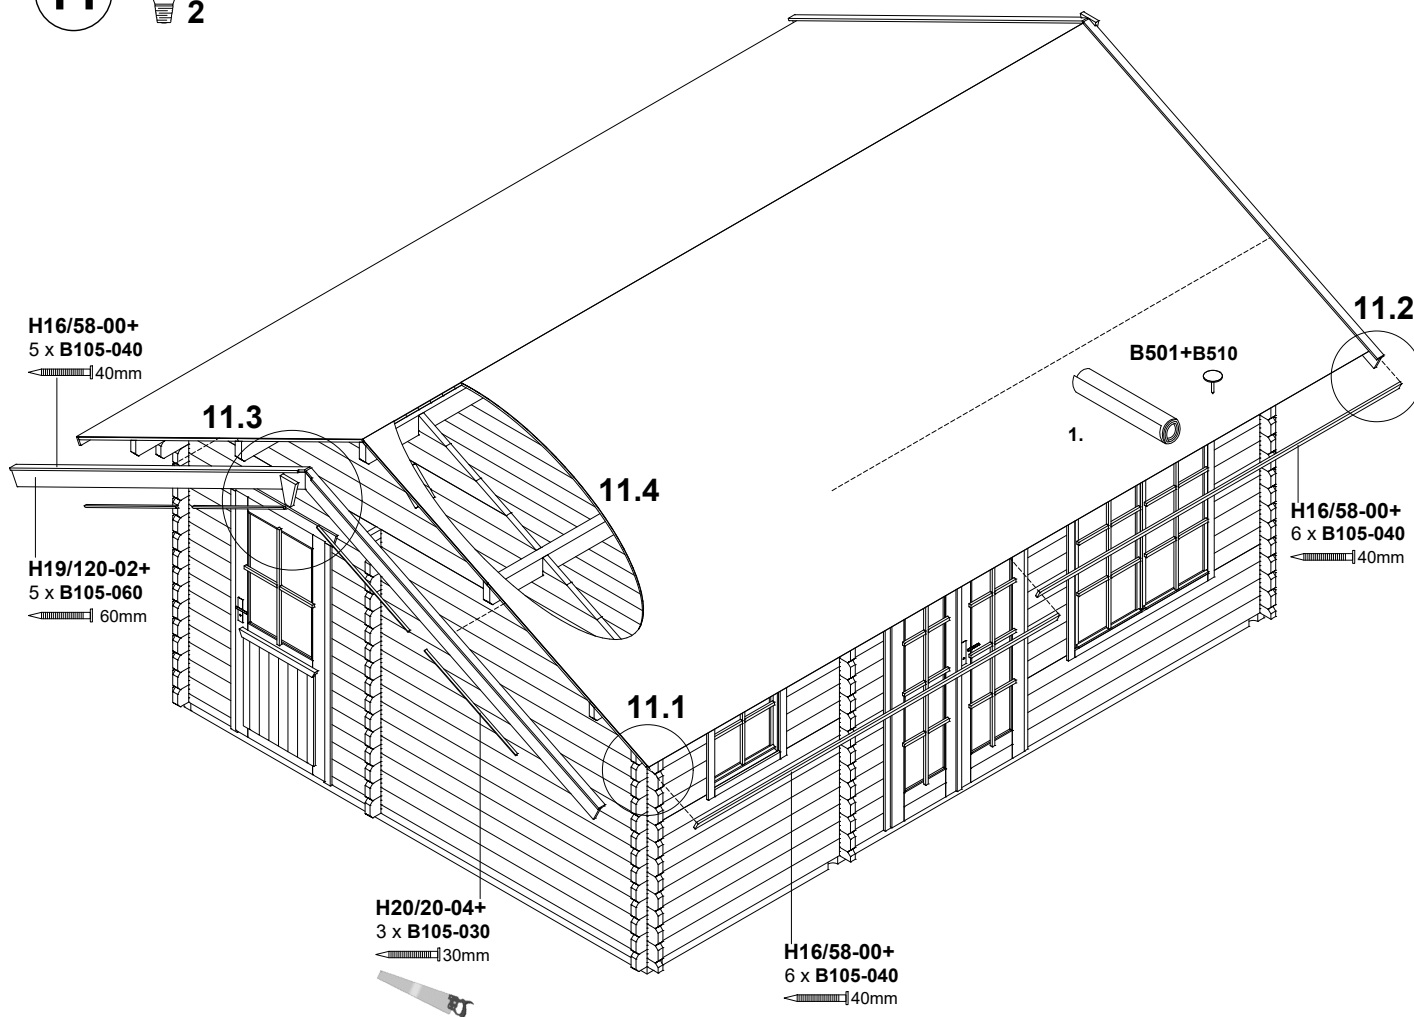 11
2
H16/58-00+
5 x B105-040
40mm
11.3
11.2
B501+B510
1.
11.4
H16/58-00+
6 x B105-040
40mm
H19/120-02+
5 x B105-060
60mm
11.1
H20/20-04+
3 x B105-030
30mm
H16/58-00+
6 x B105-040
40mm